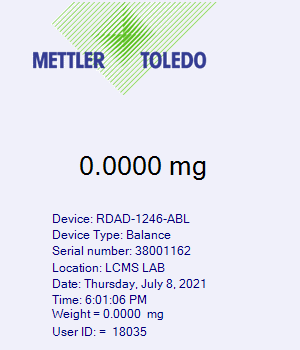 METTLER TOLEDO
0.0000 mg
Device: RDAD-1246-ABL
Device Type: Balance
Serial number: 38001162
Location: LCMS LAB
Date: Thursday, July 8, 2021
Time: 6:01:06 PM
Weight = 0.0000 mg
User ID: = 18035